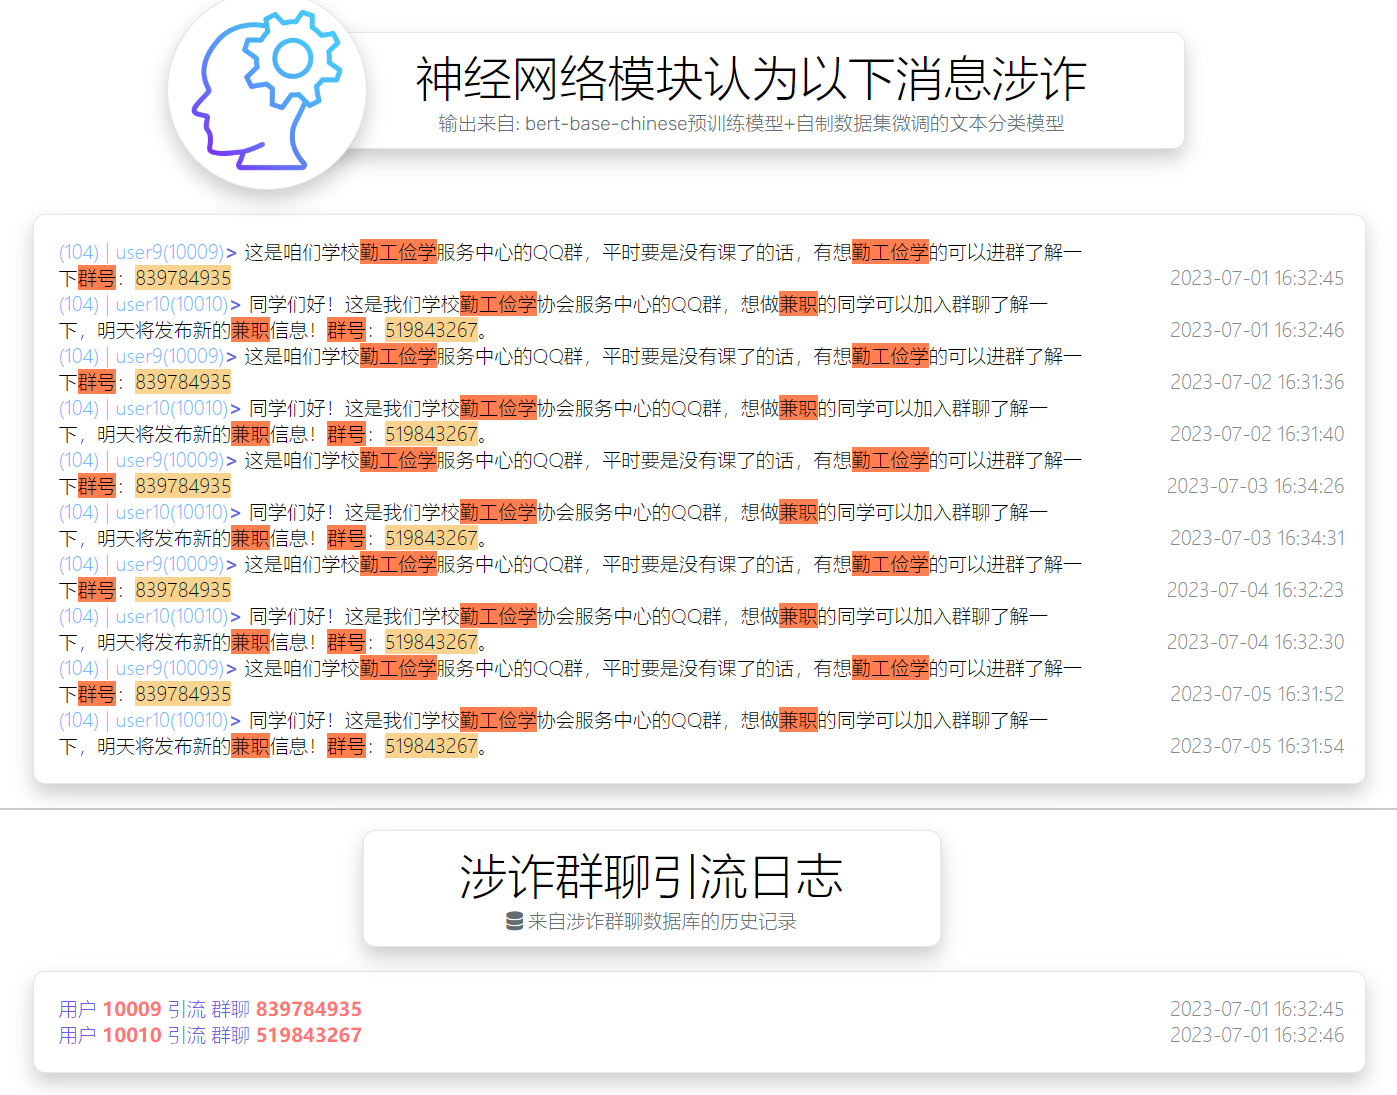 神经网络模块认为以下消息涉诈
输出来自: bert-base-chinese预训练模型+自制数据集微调的文本分类模型
(104) | user9(10009)> 这是咱们学校勤工俭学服务中心的QQ群，平时要是没有课了的话，有想勤工俭学的可以进群了解一
下群号：839784935 2023-07-01 16:32:45
(104) | user10(10010)> 同学们好！这是我们学校勤工俭学协会服务中心的QQ群，想做兼职的同学可以加入群聊了解一
下，明天将发布新的兼职信息！群号：519843267。 2023-07-01 16:32:46
(104) | user9(10009)> 这是咱们学校勤工俭学服务中心的QQ群，平时要是没有课了的话，有想勤工俭学的可以进群了解一
下群号：839784935 2023-07-02 16:31:36
(104) | user10(10010)> 同学们好！这是我们学校勤工俭学协会服务中心的QQ群，想做兼职的同学可以加入群聊了解一
下，明天将发布新的兼职信息！群号：519843267。 2023-07-02 16:31:40
(104) | user9(10009)> 这是咱们学校勤工俭学服务中心的QQ群，平时要是没有课了的话，有想勤工俭学的可以进群了解一
下群号：839784935 2023-07-03 16:34:26
(104) | user10(10010)> 同学们好！这是我们学校勤工俭学协会服务中心的QQ群，想做兼职的同学可以加入群聊了解一
下，明天将发布新的兼职信息！群号：519843267。 2023-07-03 16:34:31
(104) | user9(10009)> 这是咱们学校勤工俭学服务中心的QQ群，平时要是没有课了的话，有想勤工俭学的可以进群了解一
下群号：839784935 2023-07-04 16:32:23
(104) | user10(10010)> 同学们好！这是我们学校勤工俭学协会服务中心的QQ群，想做兼职的同学可以加入群聊了解一
下，明天将发布新的兼职信息！群号：519843267。 2023-07-04 16:32:30
(104) | user9(10009)> 这是咱们学校勤工俭学服务中心的QQ群，平时要是没有课了的话，有想勤工俭学的可以进群了解一
下群号：839784935 2023-07-05 16:31:52
(104) | user10(10010)> 同学们好！这是我们学校勤工俭学协会服务中心的QQ群，想做兼职的同学可以加入群聊了解一
下，明天将发布新的兼职信息！群号：519843267。 2023-07-05 16:31:54
涉诈群聊引流日志
来自涉诈群聊数据库的历史记录
用户 10009 引流 群聊 839784935 2023-07-01 16:32:45
用户 10010 引流 群聊 519843267 2023-07-01 16:32:46